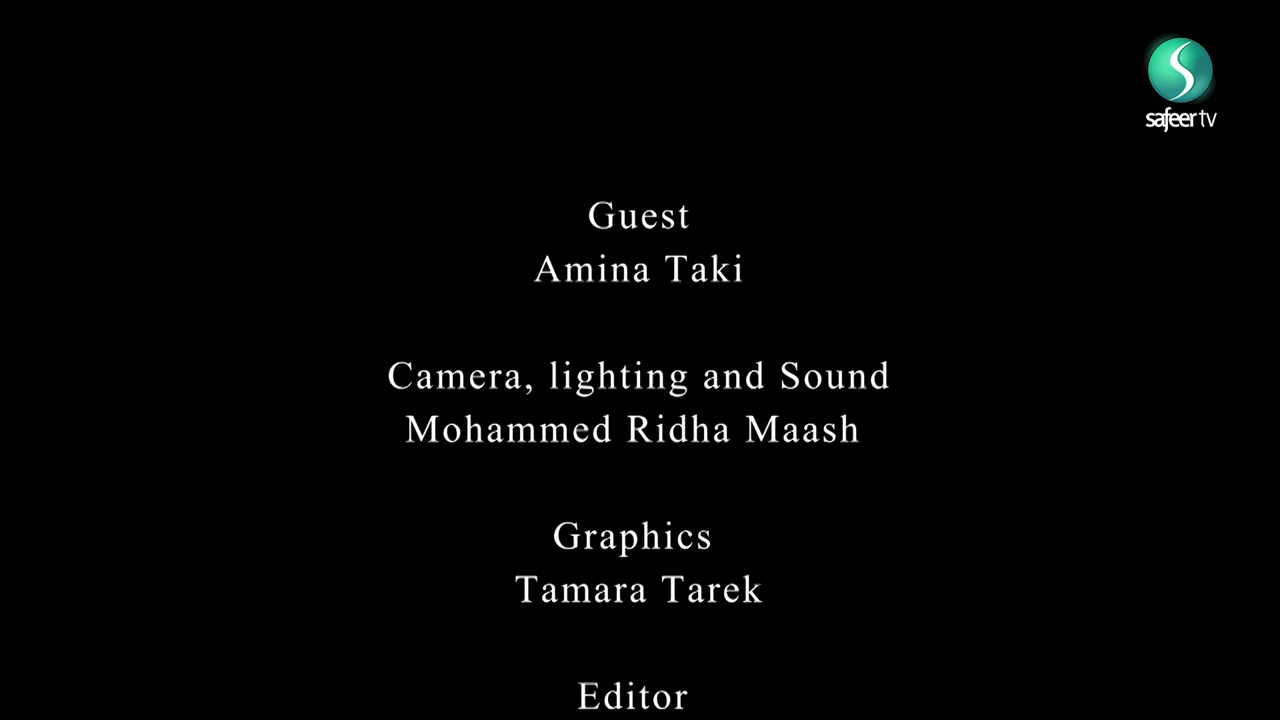 safeer tv
Guest
Amina Taki
Camera, lighting and Sound
Mohammed Ridha Maash
Graphics
Tamara Tarek
Editor